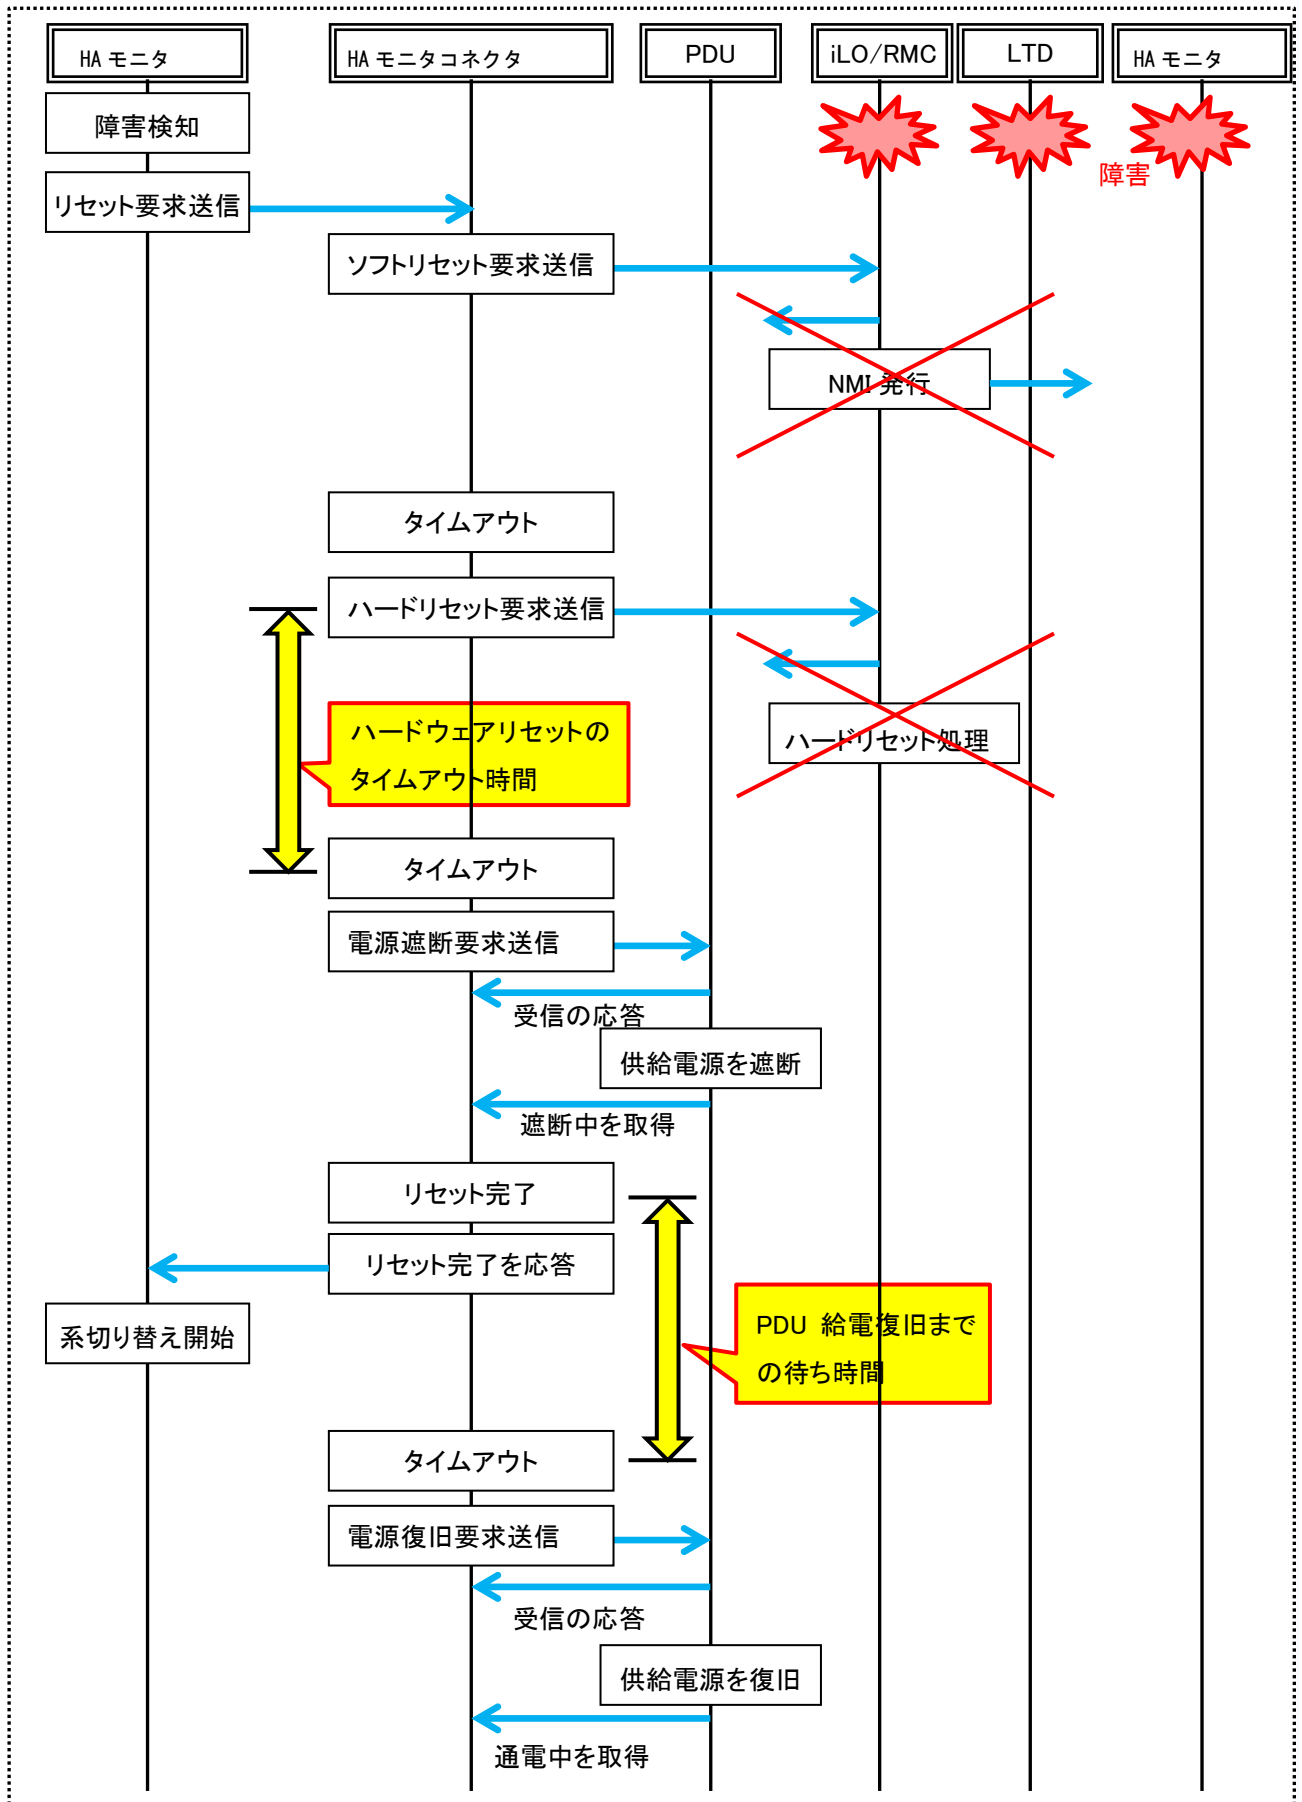 HA モニタ
HA モニタコネクタ
PDU
iLO/RMC
LTD
HA モニタ
障害検知
障害
リセット要求送信
ソフトリセット要求送信
NMI 発行
タイムアウト
ハードリセット要求送信
ハードウェアリセットの
タイムアウト時間
ハードリセット処理
タイムアウト
電源遮断要求送信
受信の応答
供給電源を遮断
遮断中を取得
リセット完了
リセット完了を応答
系切り替え開始
PDU 給電復旧まで
の待ち時間
タイムアウト
電源復旧要求送信
受信の応答
供給電源を復旧
通電中を取得